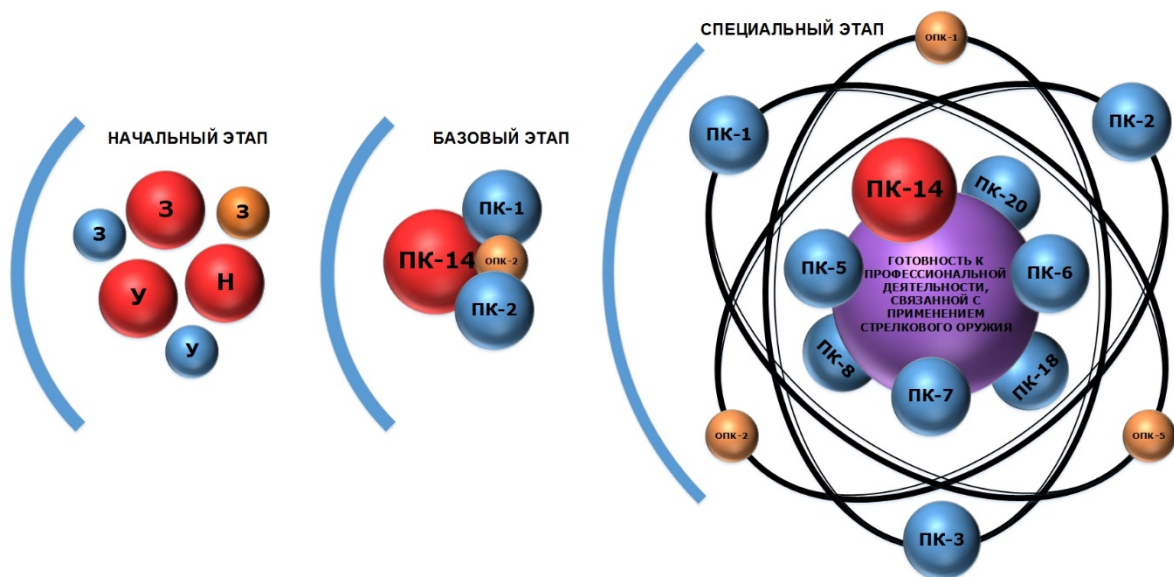 НАЧАЛЬНЫЙ ЭТАП
З
З
З
У
Н
У
БАЗОВЫЙ ЭТАП
ПК-1
ПК-14
ОПК-2
ПК-2
СПЕЦИАЛЬНЫЙ ЭТАП
ОПК-1
ПК-1
ПК-2
ПК-14
ПК-20
ПК-5
ПК-6
ГОТОВНОСТЬ К
ПРОФЕССИОНАЛЬНОЙ
ДЕЯТЕЛЬНОСТИ,
СВЯЗАННОЙ С
ПРИМЕНЕНИЕМ
СТРЕЛКОВОГО ОРУЖИЯ
ПК-8
ПК-18
ПК-7
ОПК-2
ОПК-5
ПК-3